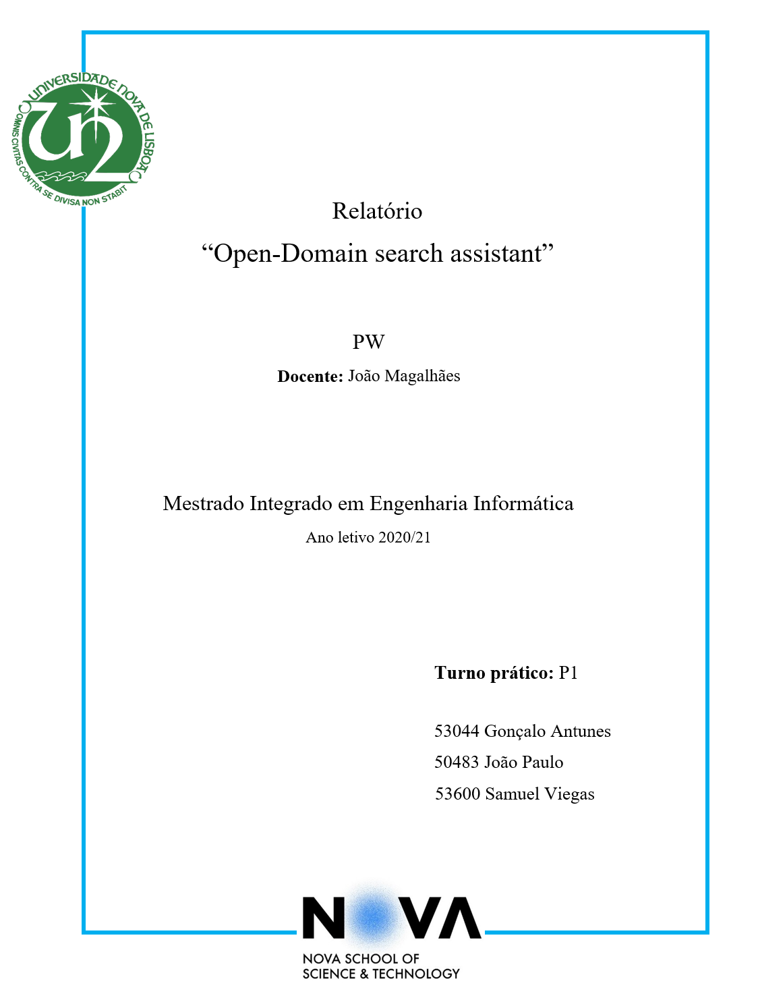 UNIVERSIDADE NOVA DE LISBOA
OMNIS CIVITAS CONTRA SE DIVISA NON STABIT
Relatório
“Open-Domain search assistant”
PW
Docente: João Magalhães
Mestrado Integrado em Engenharia Informática
Ano letivo 2020/21
Turno prático: P1
53044 Gonçalo Antunes
50483 João Paulo
53600 Samuel Viegas
NOVA
NOVA SCHOOL OF
SCIENCE & TECHNOLOGY